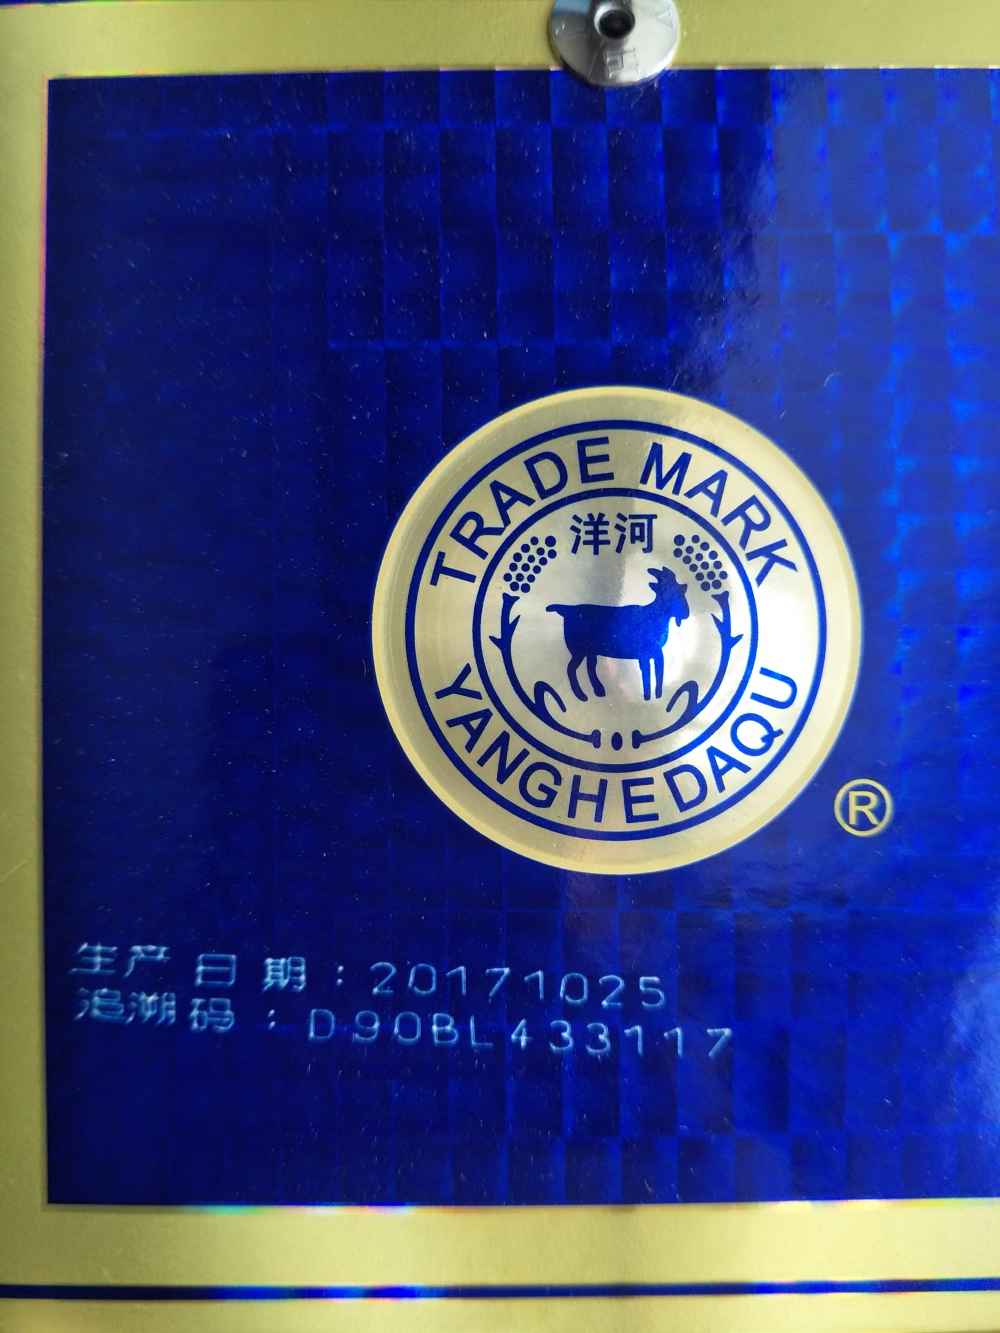 TRADE MARK
洋河
YANGHEDAQU
®
生产日期:20171025
追溯码:D90BL433117